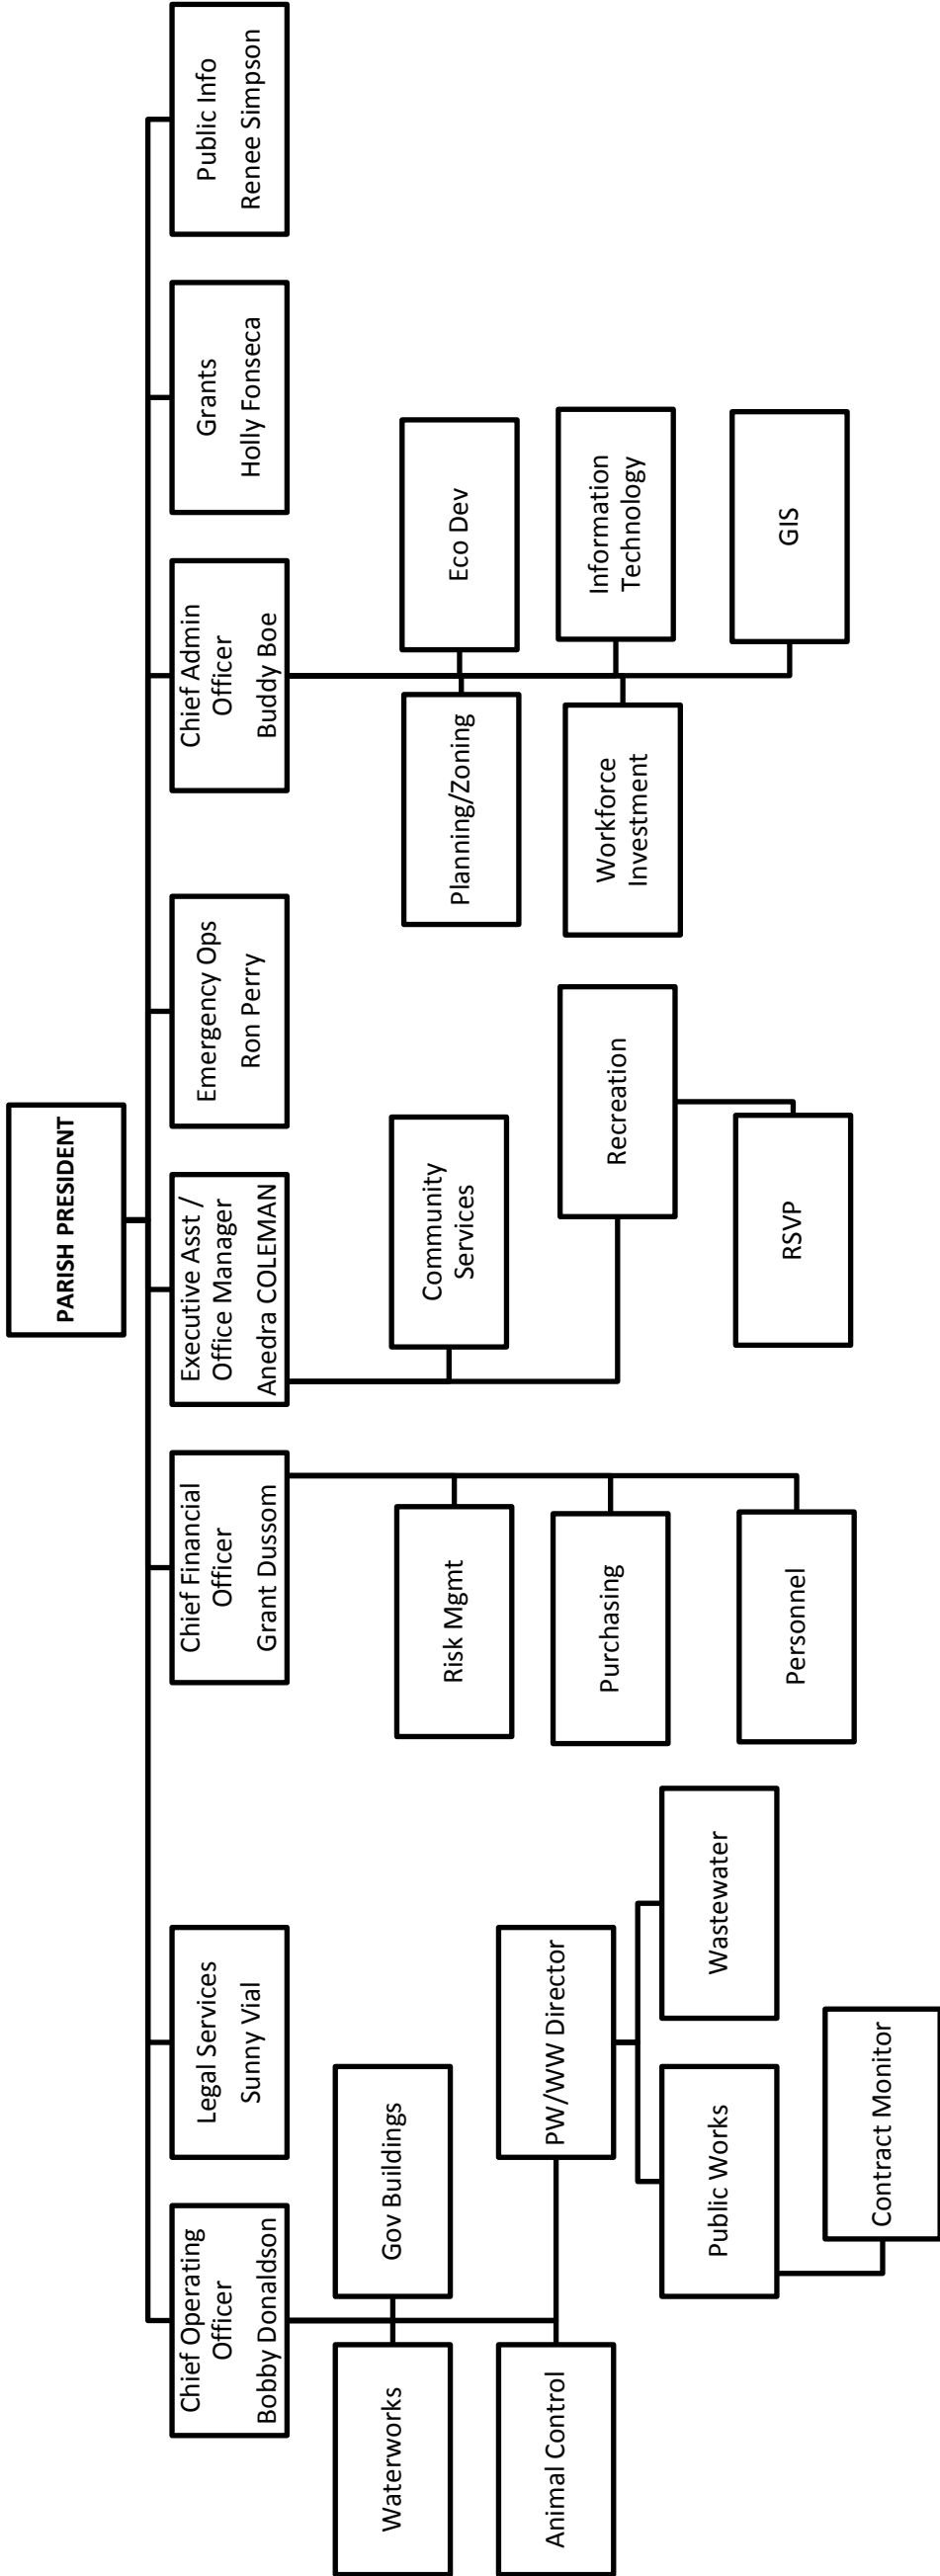 PARISH PRESIDENT
Chief Operating
Officer
Bobby Donaldson
Legal Services
Sunny Vial
Chief Financial
Officer
Grant Dussom
Executive Asst /
Office Manager
Anedra COLEMAN
Emergency Ops
Ron Perry
Chief Admin
Officer
Buddy Boe
Grants
Holly Fonseca
Public Info
Renee Simpson
Waterworks
Gov Buildings
Animal Control
PW/WW Director
Public Works
Wastewater
Contract Monitor
Risk Mgmt
Purchasing
Personnel
Community
Services
Recreation
RSVP
Planning/Zoning
Eco Dev
Workforce
Investment
Information
Technology
GIS